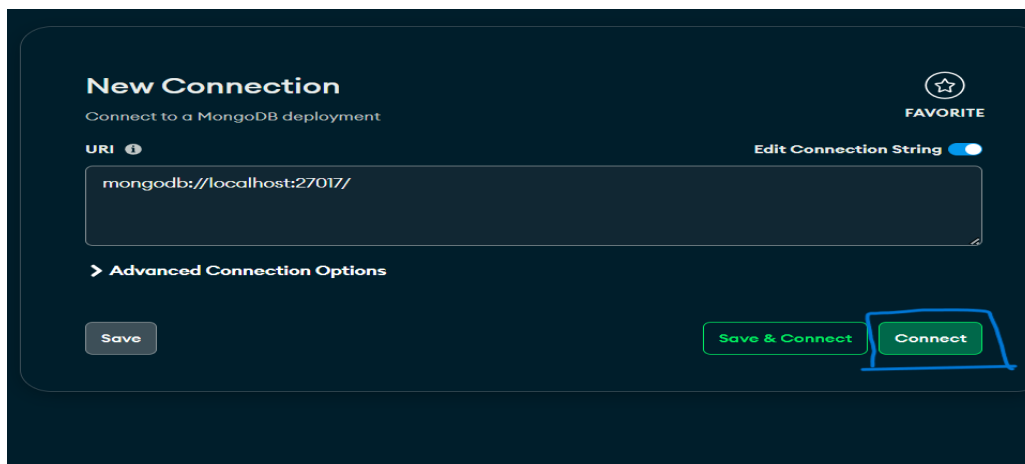 New Connection
FAVORITE
Connect to a MongoDB deployment
URI
Edit Connection String
mongodb://localhost:27017/
Advanced Connection Options
Save
Save & Connect
Connect